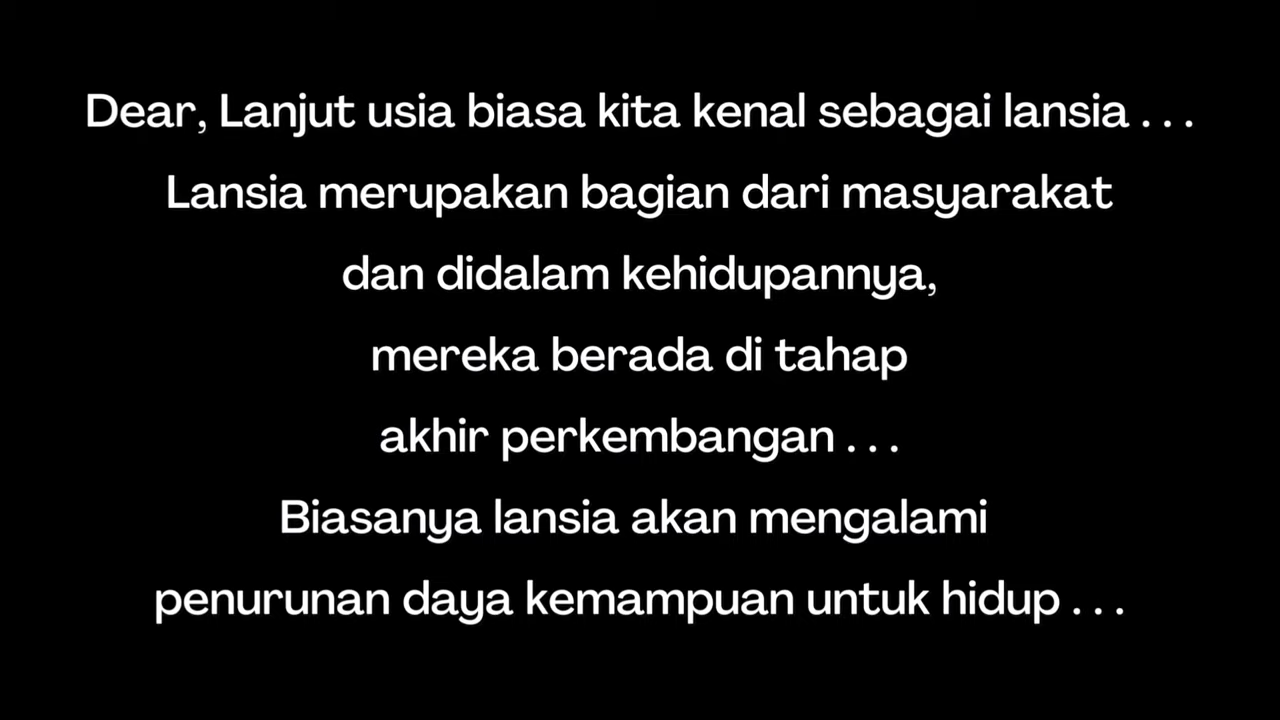 Dear, Lanjut usia biasa kita kenal sebagai lansia . . .
Lansia merupakan bagian dari masyarakat
dan didalam kehidupannya,
mereka berada di tahap
akhir perkembangan . . .
Biasanya lansia akan mengalami
penurunan daya kemampuan untuk hidup . . .